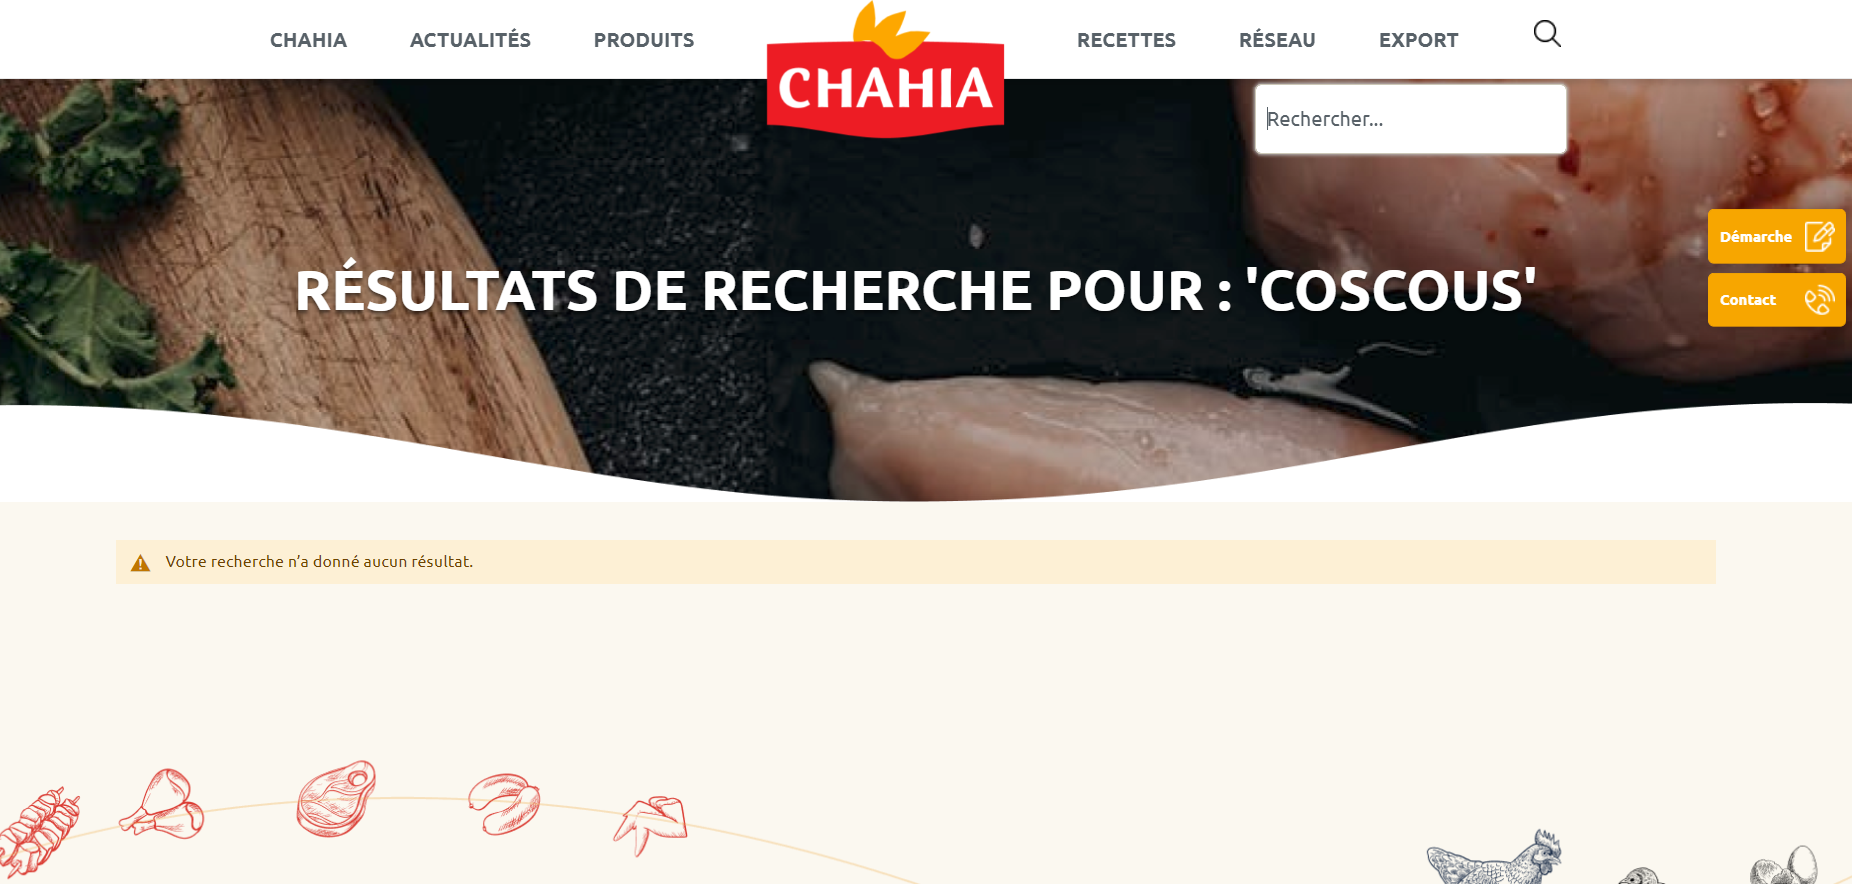 CHAHIA
ACTUALITÉS
PRODUITS
CHAHIA
RECETTES
RÉSEAU
EXPORT
Rechercher...
Démarche
Contact
RÉSULTATS DE RECHERCHE POUR : 'COSCOUS'
Votre recherche n’a donné aucun résultat.